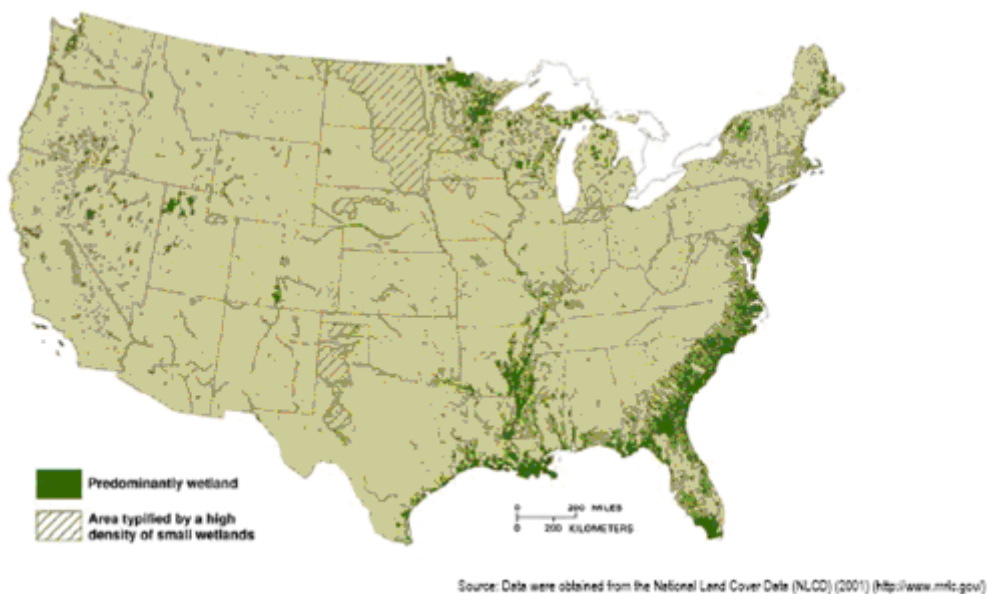 Predominantly wetland
Area typified by a high
density of small wetlands
0 200 MILES
0 200 KILOMETERS
Source: Data were obtained from the National Land Cover Data (NLCD) (2001) (http://www.mrlc.gov/)